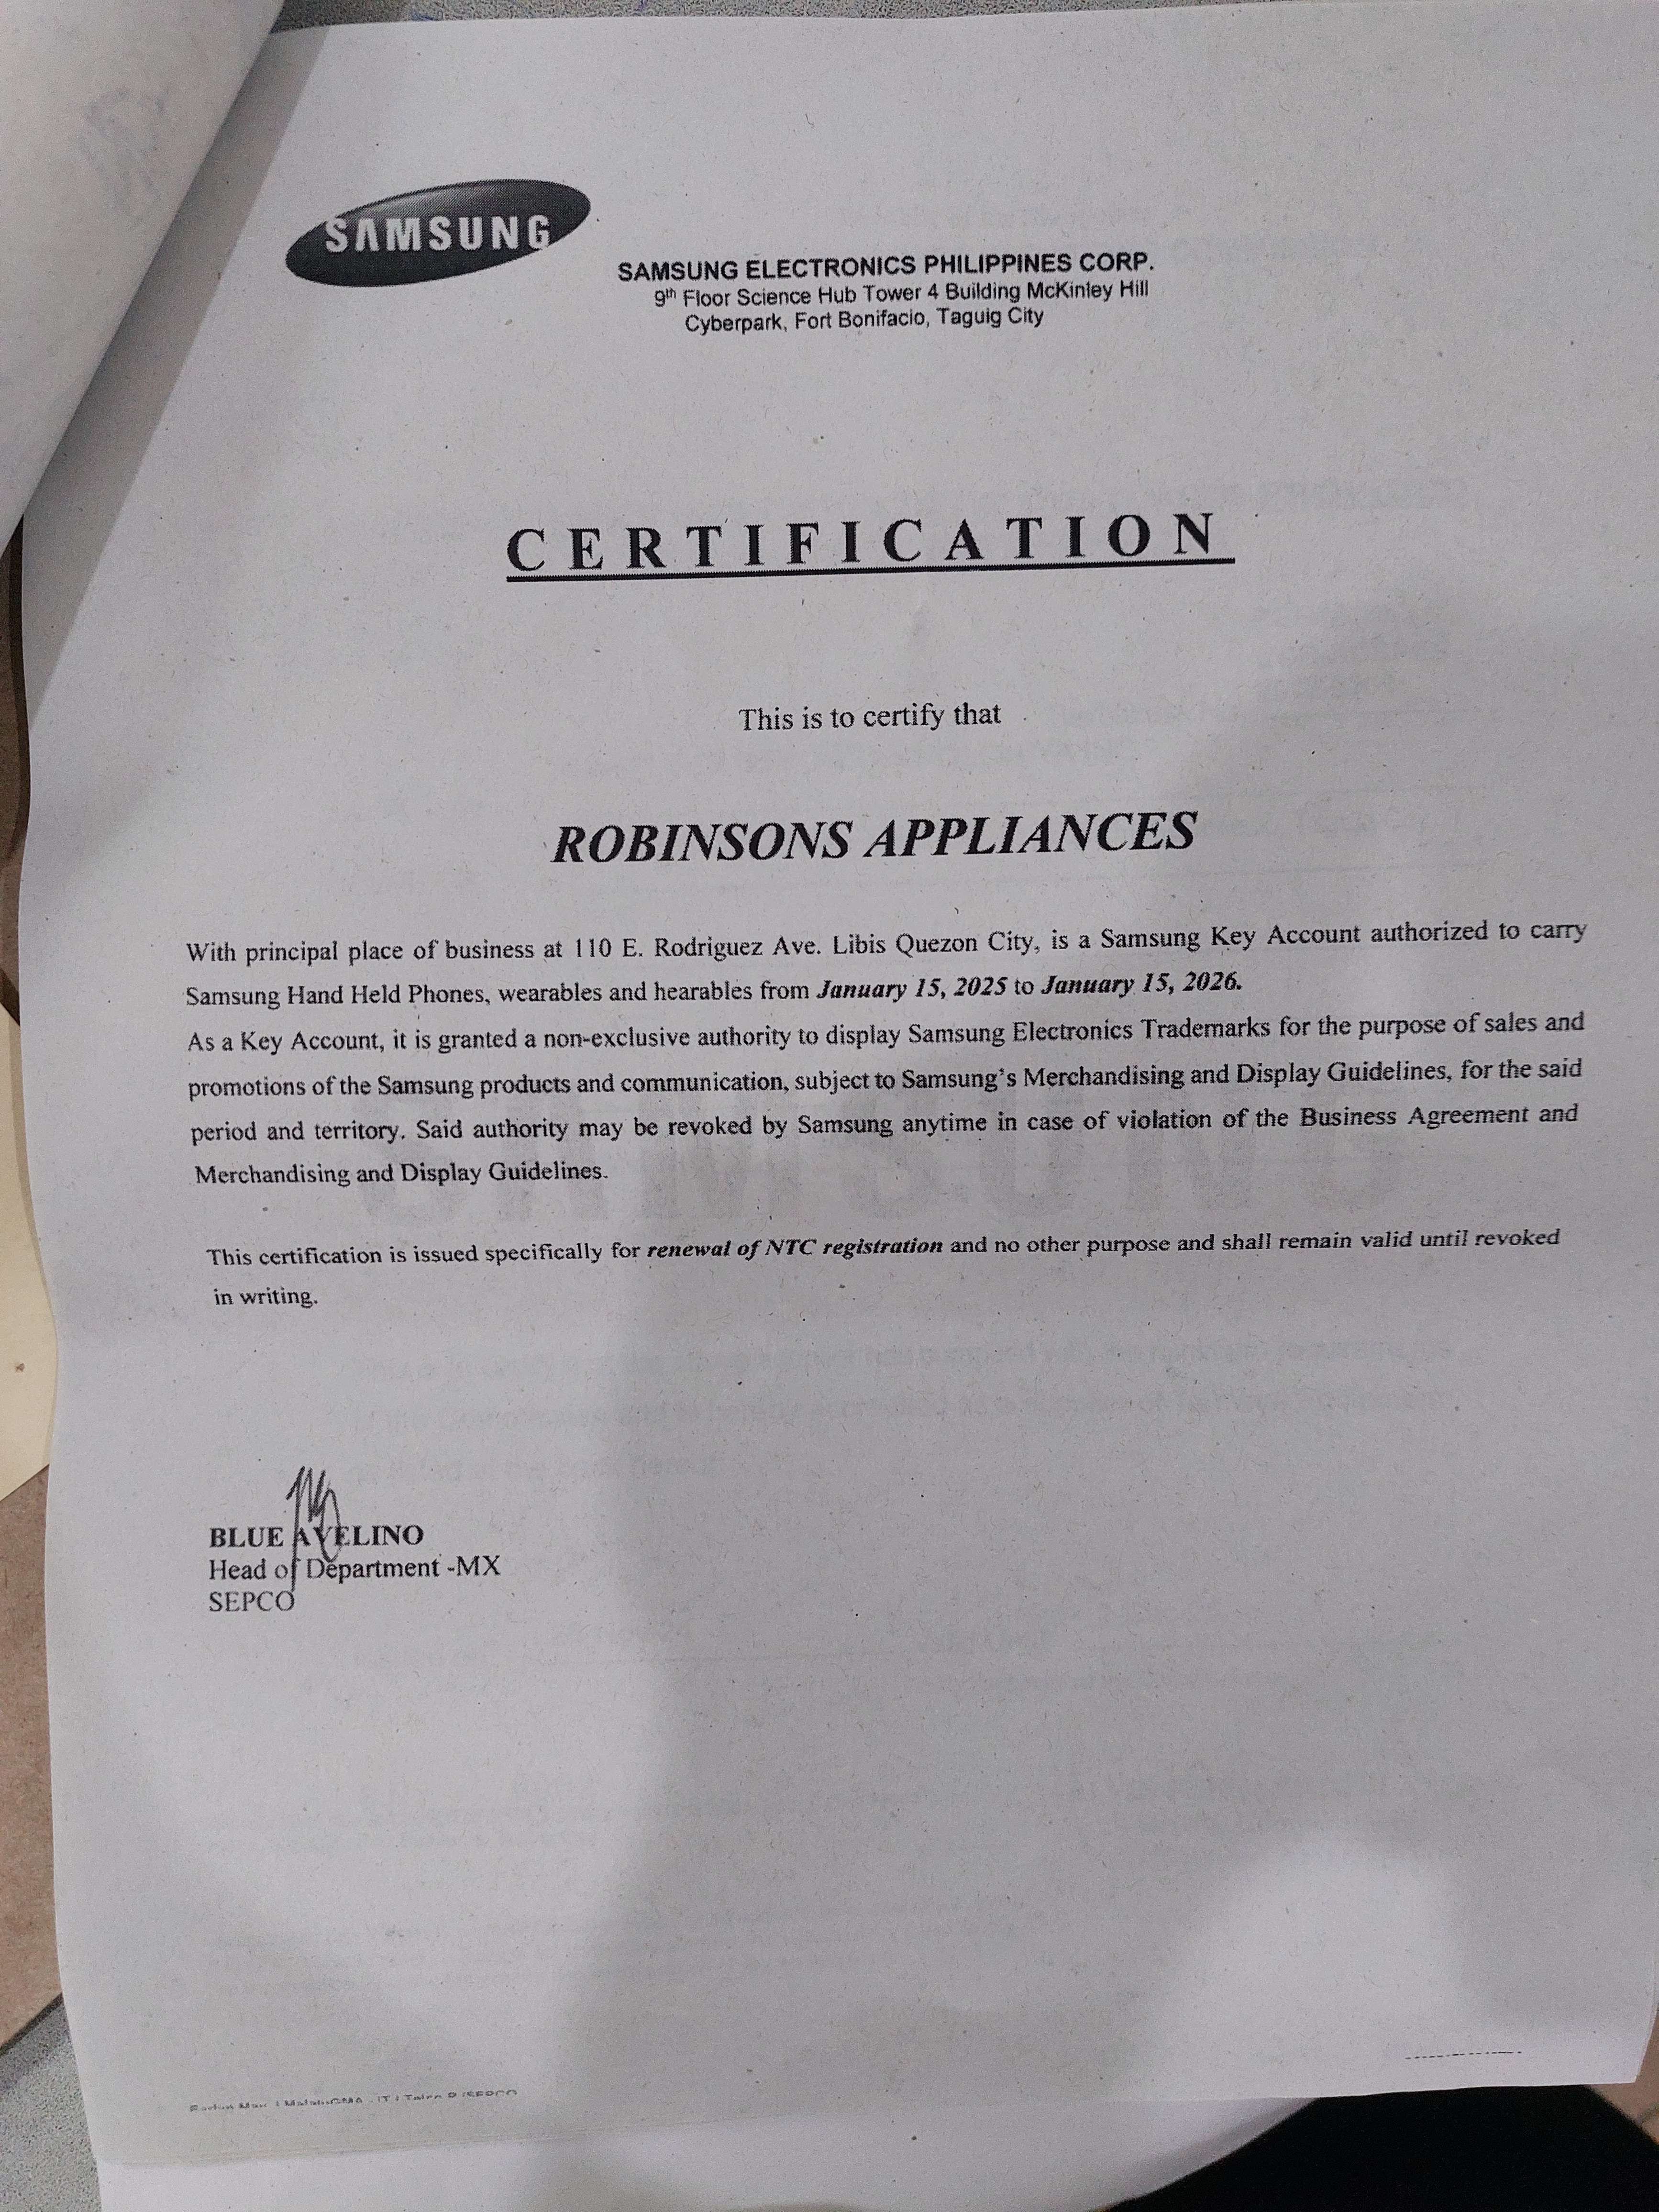 SAMSUNG
SAMSUNG ELECTRONICS PHILIPPINES CORP.
9th Floor Science Hub Tower 4 Building McKinley Hill
Cyberpark, Fort Bonifacio, Taguig City
CERTIFICATION
This is to certify that
ROBINSONS APPLIANCES
With principal place of business at 110 E. Rodriguez Ave. Libis Quezon City, is a Samsung Key Account authorized to carry
Samsung Hand Held Phones, wearables and hearables from January 15, 2025 to January 15, 2026.
As a Key Account, it is granted a non-exclusive authority to display Samsung Electronics Trademarks for the purpose of sales and
promotions of the Samsung products and communication, subject to Samsung's Merchandising and Display Guidelines, for the said
period and territory. Said authority may be revoked by Samsung anytime in case of violation of the Business Agreement and
Merchandising and Display Guidelines.
This certification is issued specifically for renewal of NTC registration and no other purpose and shall remain valid until revoked
in writing.
BLUE AVELINO
Head of Department -MX
SEPCO